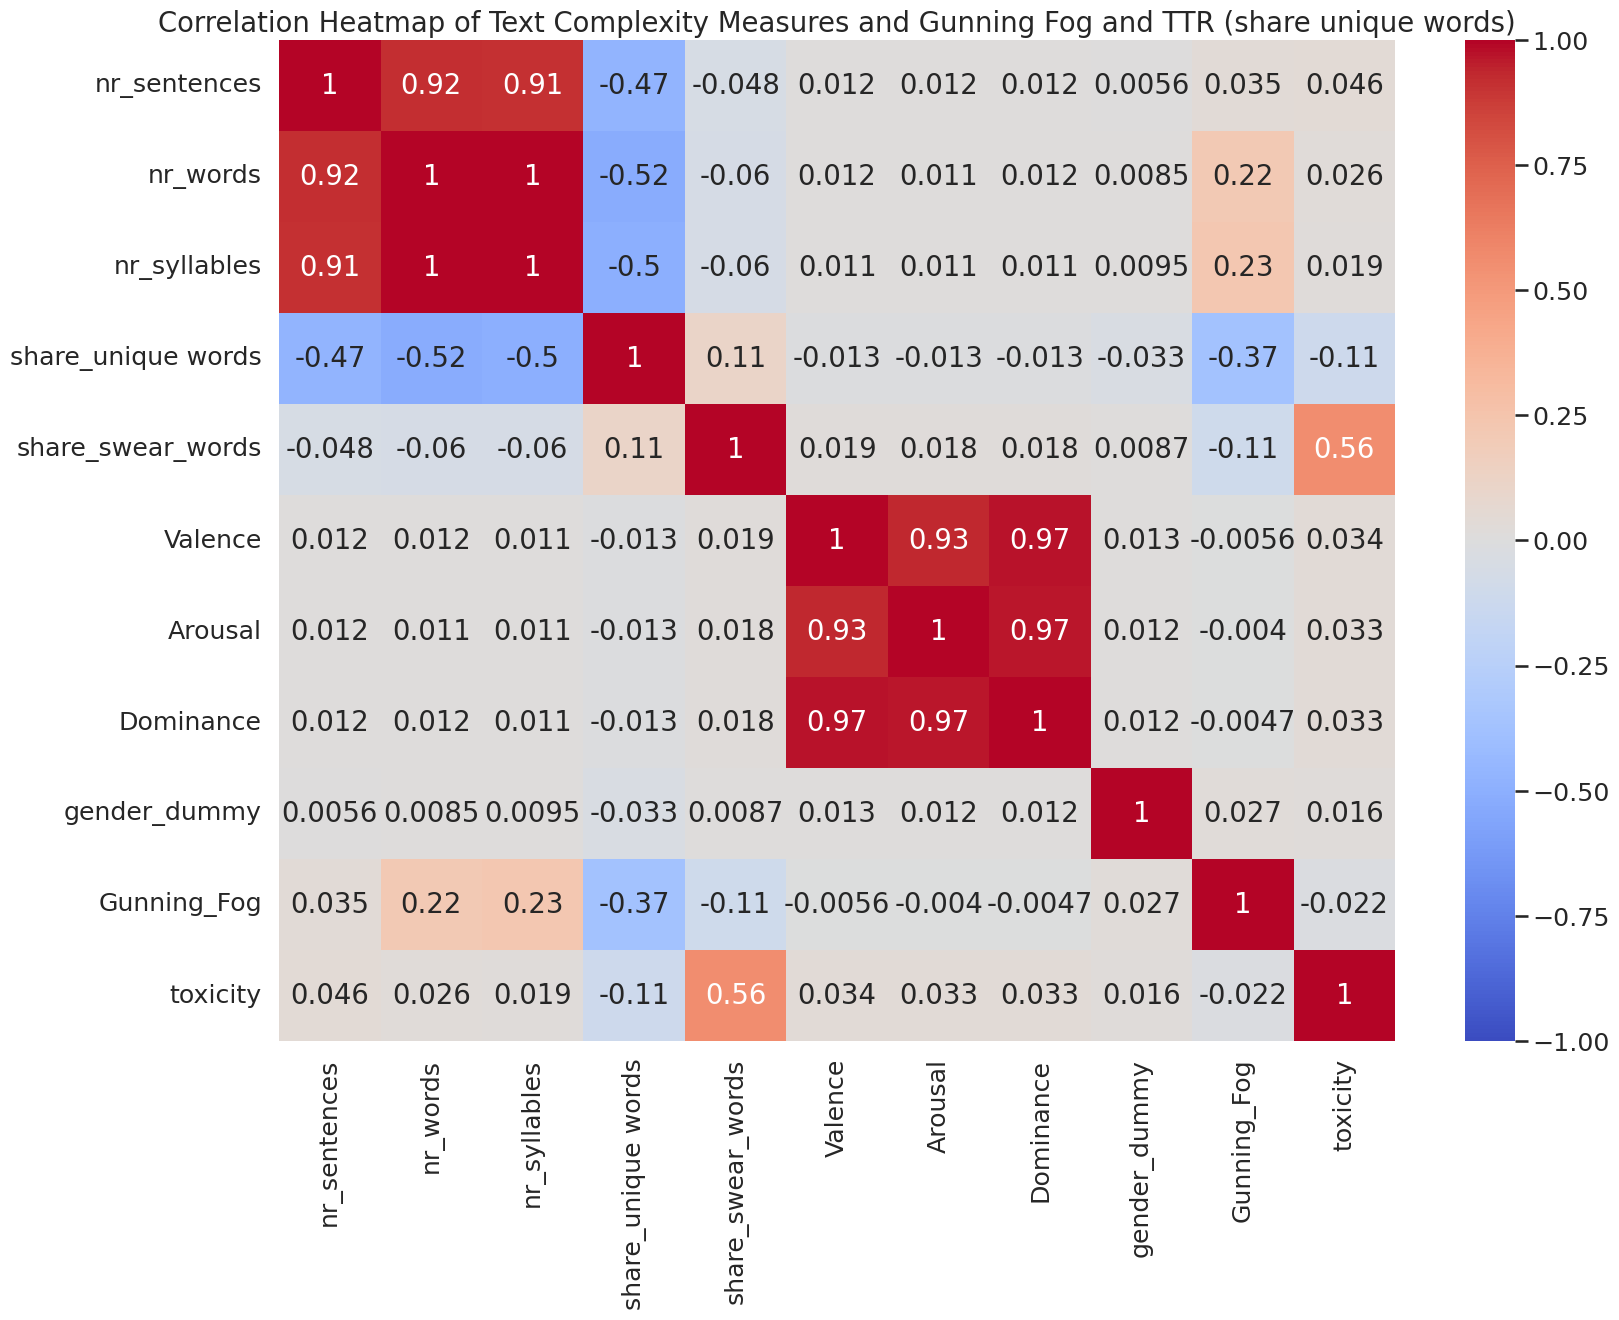 Correlation Heatmap of Text Complexity Measures and Gunning Fog and TTR (share unique words)
nr_sentences 1 0.92 0.91 -0.47 -0.048 0.012 0.012 0.012 0.0056 0.035 0.046
nr_words 0.92 1 1 -0.52 -0.06 0.012 0.011 0.012 0.0085 0.22 0.026
nr_syllables 0.91 1 1 -0.5 -0.06 0.011 0.011 0.011 0.0095 0.23 0.019
share_unique words -0.47 -0.52 -0.5 1 0.11 -0.013 -0.013 -0.013 -0.033 -0.37 -0.11
share_swear_words -0.048 -0.06 -0.06 0.11 1 0.019 0.018 0.018 0.0087 -0.11 0.56
Valence 0.012 0.012 0.011 -0.013 0.019 1 0.93 0.97 0.013 -0.0056 0.034
Arousal 0.012 0.011 0.011 -0.013 0.018 0.93 1 0.97 0.012 -0.004 0.033
Dominance 0.012 0.012 0.011 -0.013 0.018 0.97 0.97 1 0.012 -0.0047 0.033
gender_dummy 0.0056 0.0085 0.0095 -0.033 0.0087 0.013 0.012 0.012 1 0.027 0.016
Gunning_Fog 0.035 0.22 0.23 -0.37 -0.11 -0.0056 -0.004 -0.0047 0.027 1 -0.022
toxicity 0.046 0.026 0.019 -0.11 0.56 0.034 0.033 0.033 0.016 -0.022 1
nr_sentences
nr_words
nr_syllables
share_unique words
share_swear_words
Valence
Arousal
Dominance
gender_dummy
Gunning_Fog
toxicity
1.00
0.75
0.50
0.25
0.00
−0.25
−0.50
−0.75
−1.00